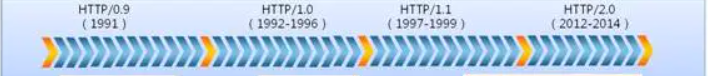 HTTP/0.9 HTTP/1.0 HTTP/1.1 HTTP/2.0
( 1991 ) ( 1992-1996 ) ( 1997-1999 ) ( 2012-2014 )